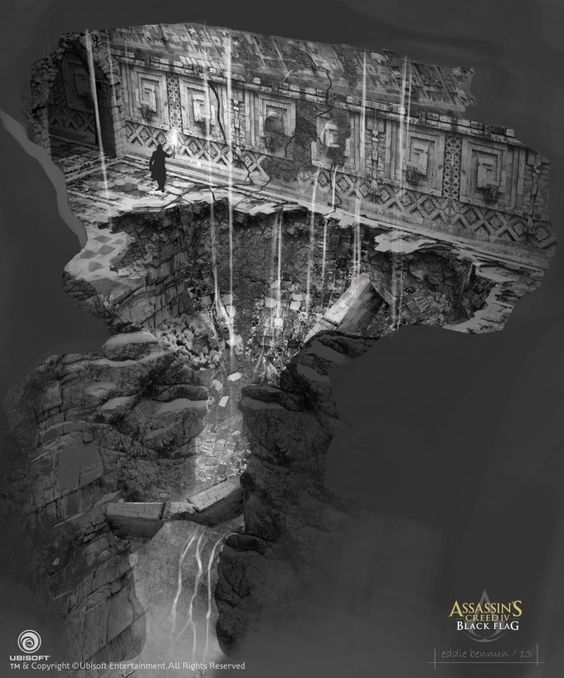 ASSASSIN'S
CREED IV
BLACK FLAG
eddie bennun / 13
UBISOFT
TM & Copyright ©Ubisoft Entertainment.All Rights Reserved